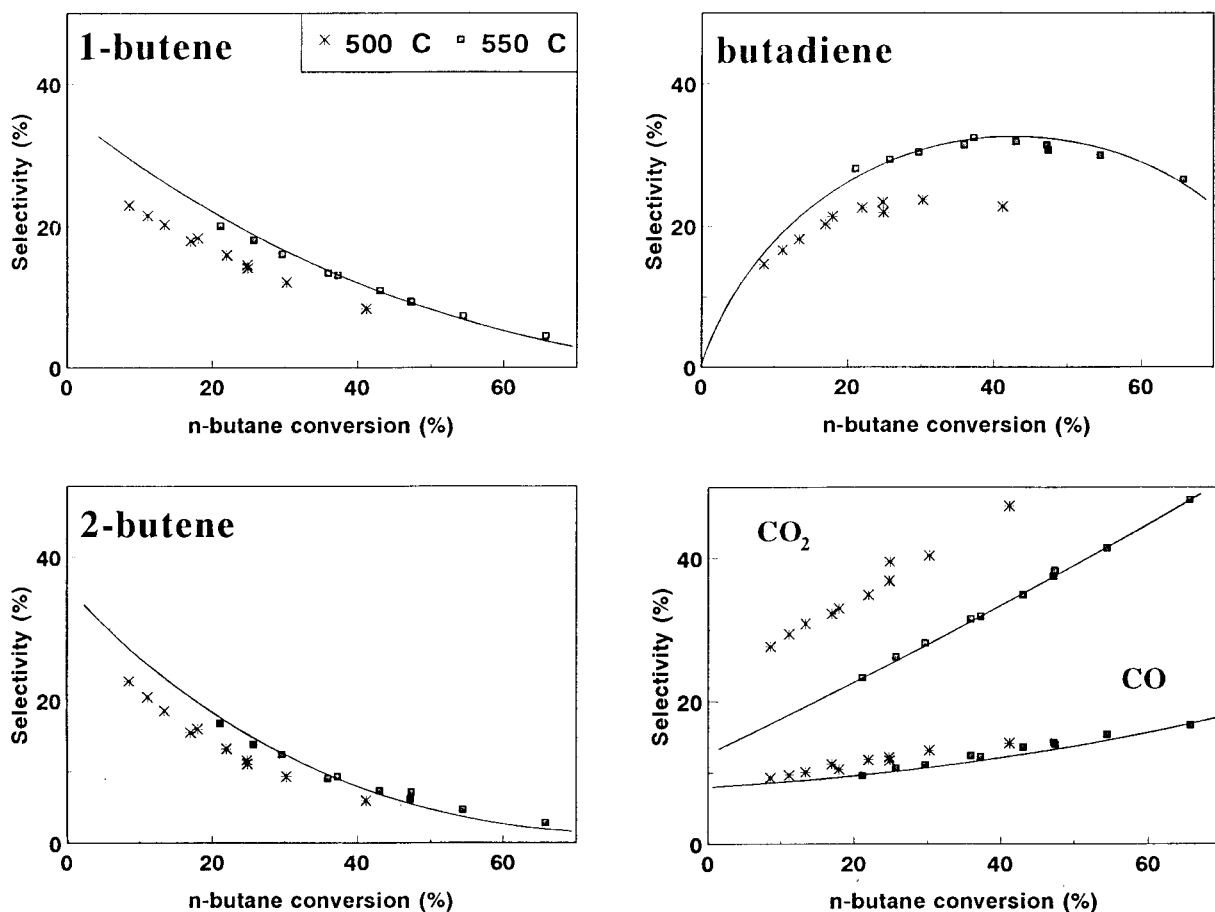 1-butene
500 C 550 C
40
20
0
Selectivity (%)
0 20 40 60
n-butane conversion (%)
butadiene
40
20
0
Selectivity (%)
0 20 40 60
n-butane conversion (%)
2-butene
40
20
0
Selectivity (%)
0 20 40 60
n-butane conversion (%)
CO₂
CO
40
20
0
Selectivity (%)
0 20 40 60
n-butane conversion (%)